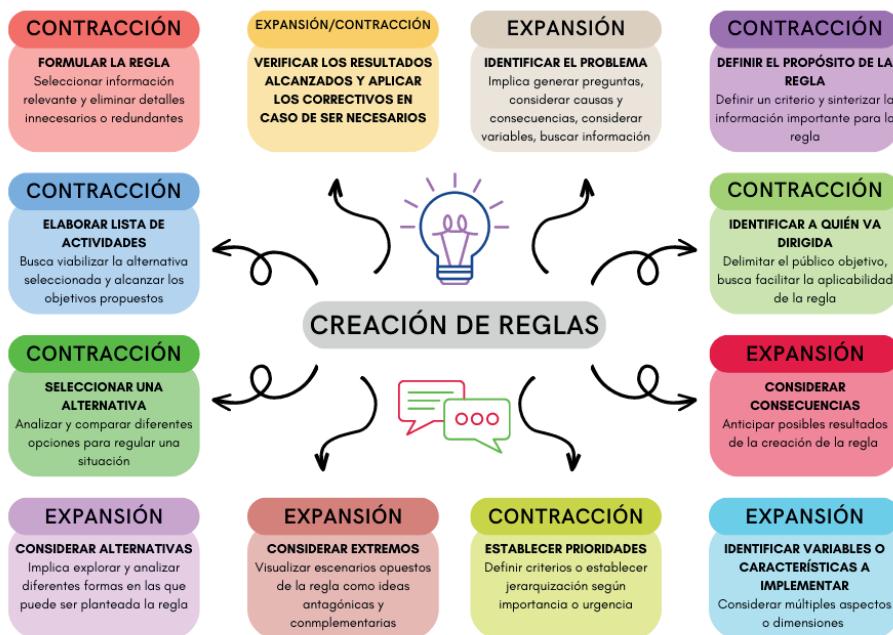 CONTRACCIÓN
FORMULAR LA REGLA
Seleccionar información
relevante y eliminar detalles
innecesarios o redundantes
EXPANSIÓN/CONTRACCIÓN
VERIFICAR LOS RESULTADOS
ALCANZADOS Y APLICAR
LOS CORRECTIVOS EN
CASO DE SER NECESARIOS
EXPANSIÓN
IDENTIFICAR EL PROBLEMA
Implica generar preguntas,
considerar causas y
consecuencias, considerar
variables, buscar información
CONTRACCIÓN
DEFINIR EL PROPÓSITO DE LA
REGLA
Definir un criterio y sinterizar la
información importante para la
regla
CONTRACCIÓN
ELABORAR LISTA DE
ACTIVIDADES
Busca viabilizar la alternativa
seleccionada y alcanzar los
objetivos propuestos
CONTRACCIÓN
IDENTIFICAR A QUIÉN VA
DIRIGIDA
Delimitar el público objetivo,
busca facilitar la aplicabilidad
de la regla
CREACIÓN DE REGLAS
CONTRACCIÓN
SELECCIONAR UNA
ALTERNATIVA
Analizar y comparar diferentes
opciones para regular una
situación
EXPANSIÓN
CONSIDERAR
CONSECUENCIAS
Anticipar posibles resultados
de la creación de la regla
EXPANSIÓN
CONSIDERAR ALTERNATIVAS
Implica explorar y analizar
diferentes formas en las que
puede ser planteada la regla
EXPANSIÓN
CONSIDERAR EXTREMOS
Visualizar escenarios opuestos
de la regla como ideas
antagónicas y
conmplementarias
CONTRACCIÓN
ESTABLECER PRIORIDADES
Definir criterios o establecer
jerarquización según
importancia o urgencia
EXPANSIÓN
IDENTIFICAR VARIABLES O
CARACTERÍSTICAS A
IMPLEMENTAR
Considerar múltiples aspectos
o dimensiones